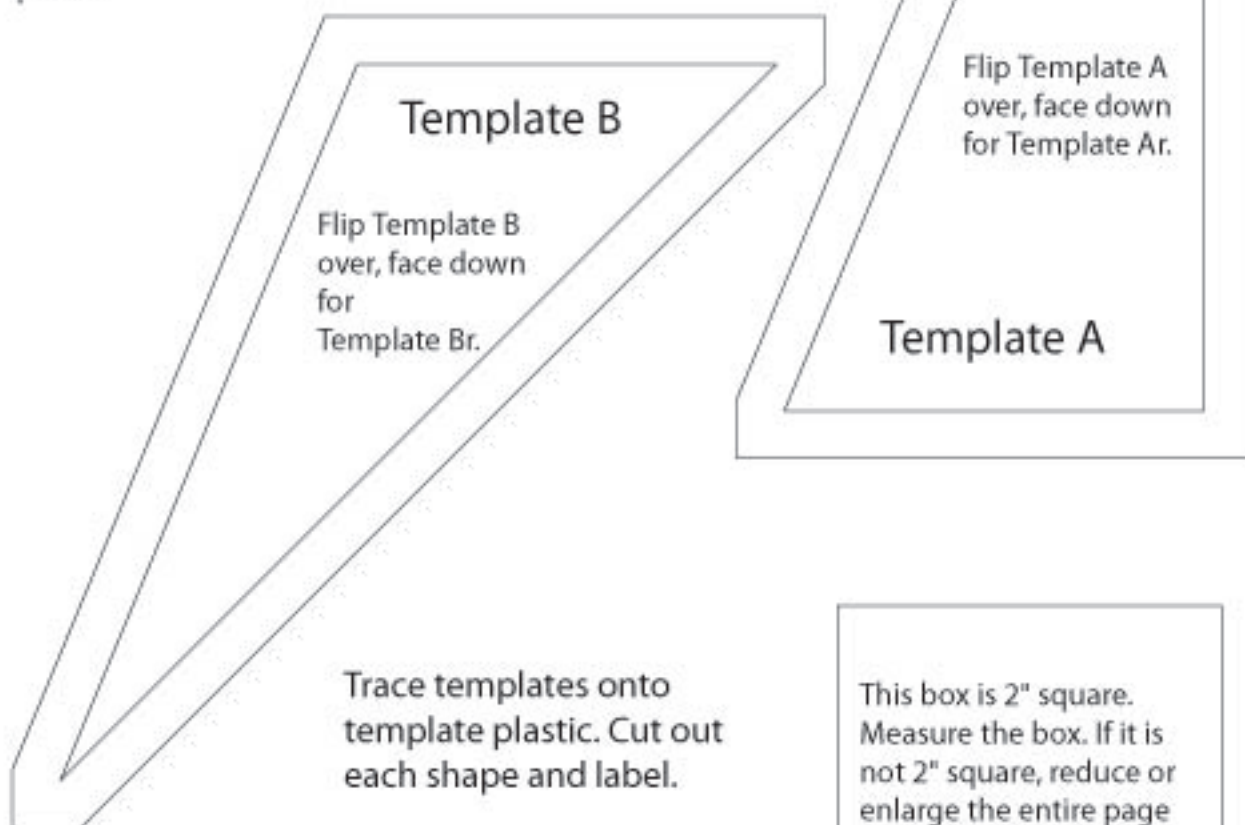 Template B
Flip Template B
over, face down
for
Template Br.
Flip Template A
over, face down
for Template Ar.
Template A
Trace templates onto
template plastic. Cut out
each shape and label.
This box is 2" square.
Measure the box. If it is
not 2" square, reduce or
enlarge the entire page